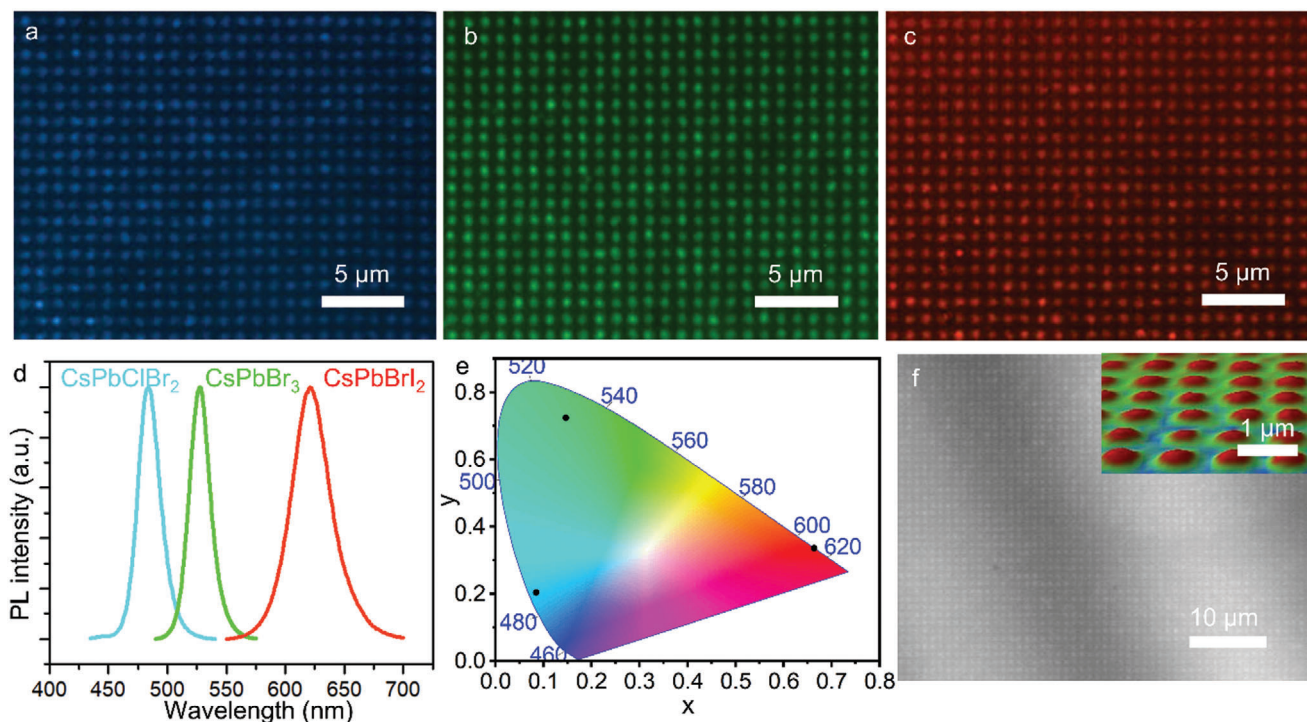 a
5 µm
b
5 µm
c
5 µm
d
CsPbClBr₂
CsPbBr₃
CsPbBrI₂
PL intensity (a.u.)
400 450 500 550 600 650 700
Wavelength (nm)
e
520
540
560
580
600
620
500
480
460
0.8
0.6
0.4
0.2
0.0
y
0.0 0.1 0.2 0.3 0.4 0.5 0.6 0.7 0.8
x
f
1 µm
10 µm